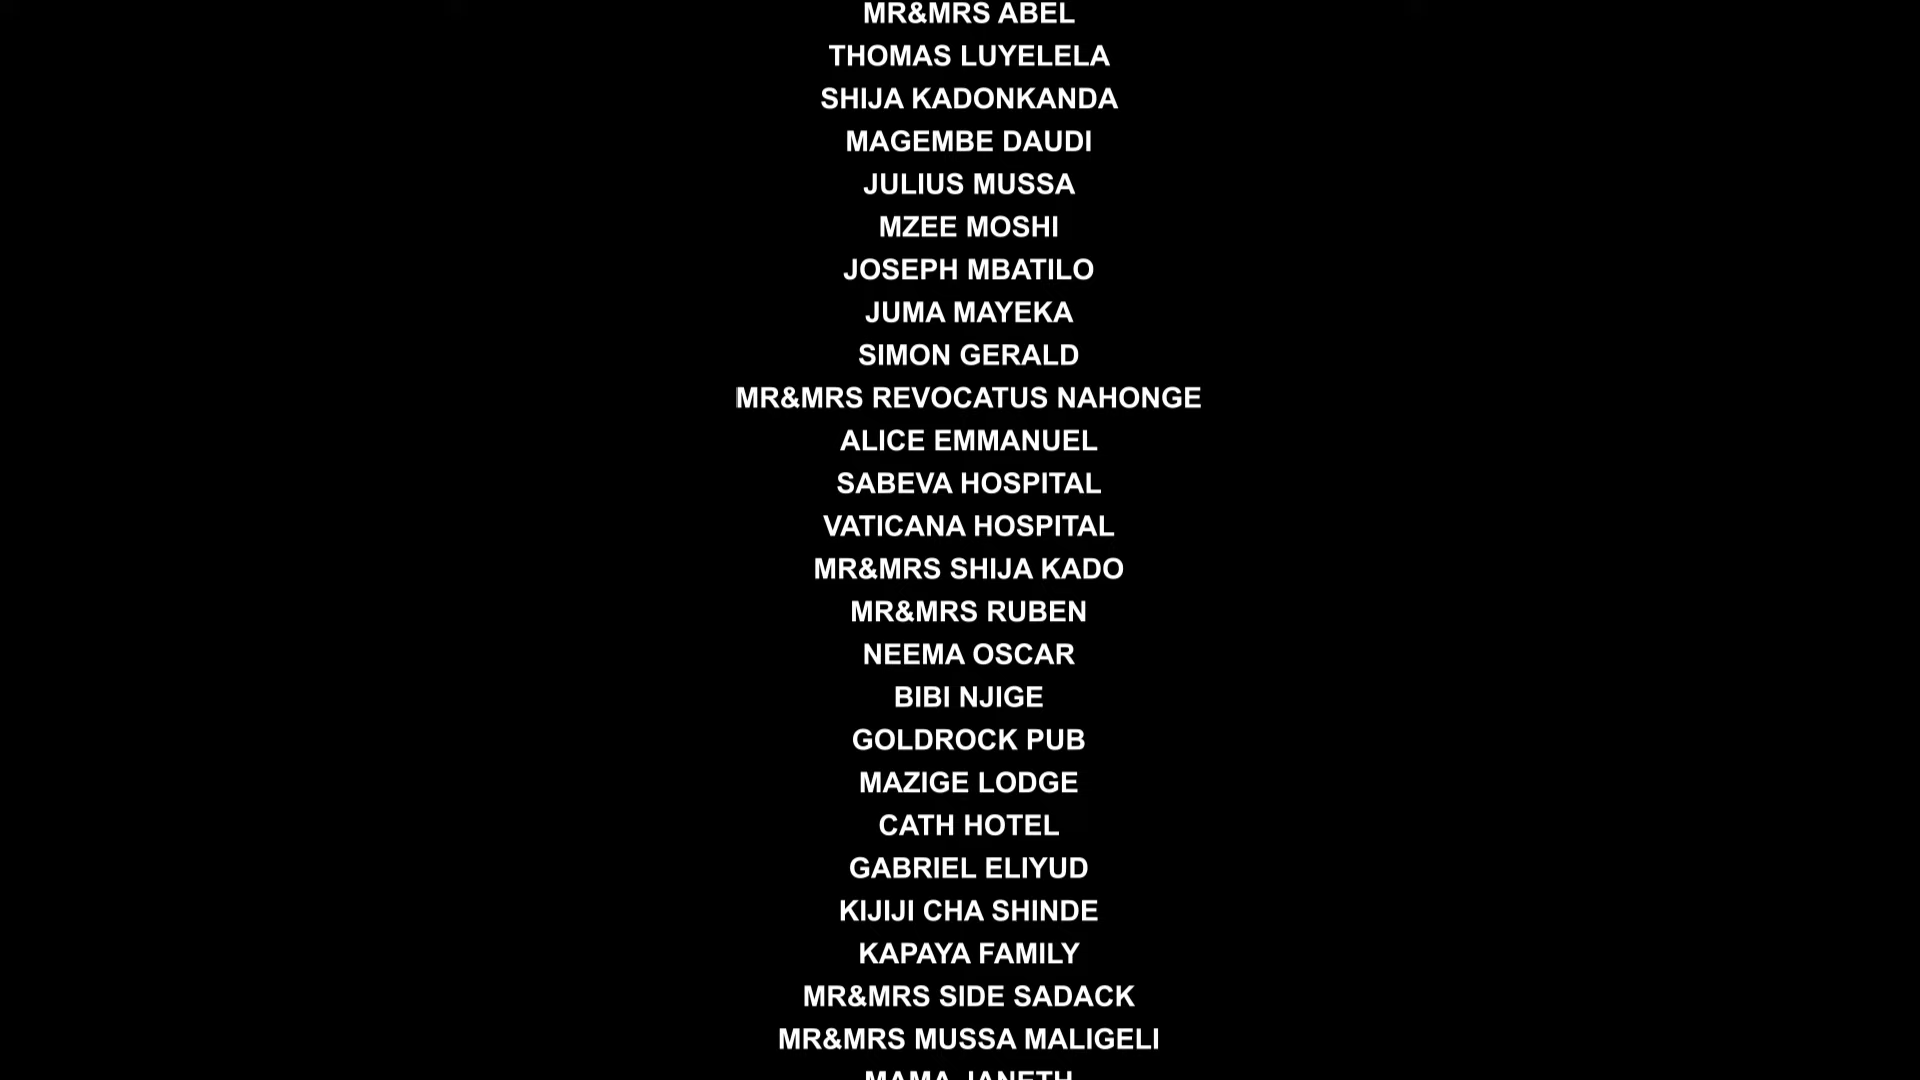 MR&MRS ABEL
THOMAS LUYELELA
SHIJA KADONKANDA
MAGEMBE DAUDI
JULIUS MUSSA
MZEE MOSHI
JOSEPH MBATILO
JUMA MAYEKA
SIMON GERALD
MR&MRS REVOCATUS NAHONGE
ALICE EMMANUEL
SABEVA HOSPITAL
VATICANA HOSPITAL
MR&MRS SHIJA KADO
MR&MRS RUBEN
NEEMA OSCAR
BIBI NJIGE
GOLDROCK PUB
MAZIGE LODGE
CATH HOTEL
GABRIEL ELIYUD
KIJIJI CHA SHINDE
KAPAYA FAMILY
MR&MRS SIDE SADACK
MR&MRS MUSSA MALIGELI
MAMA JANETH